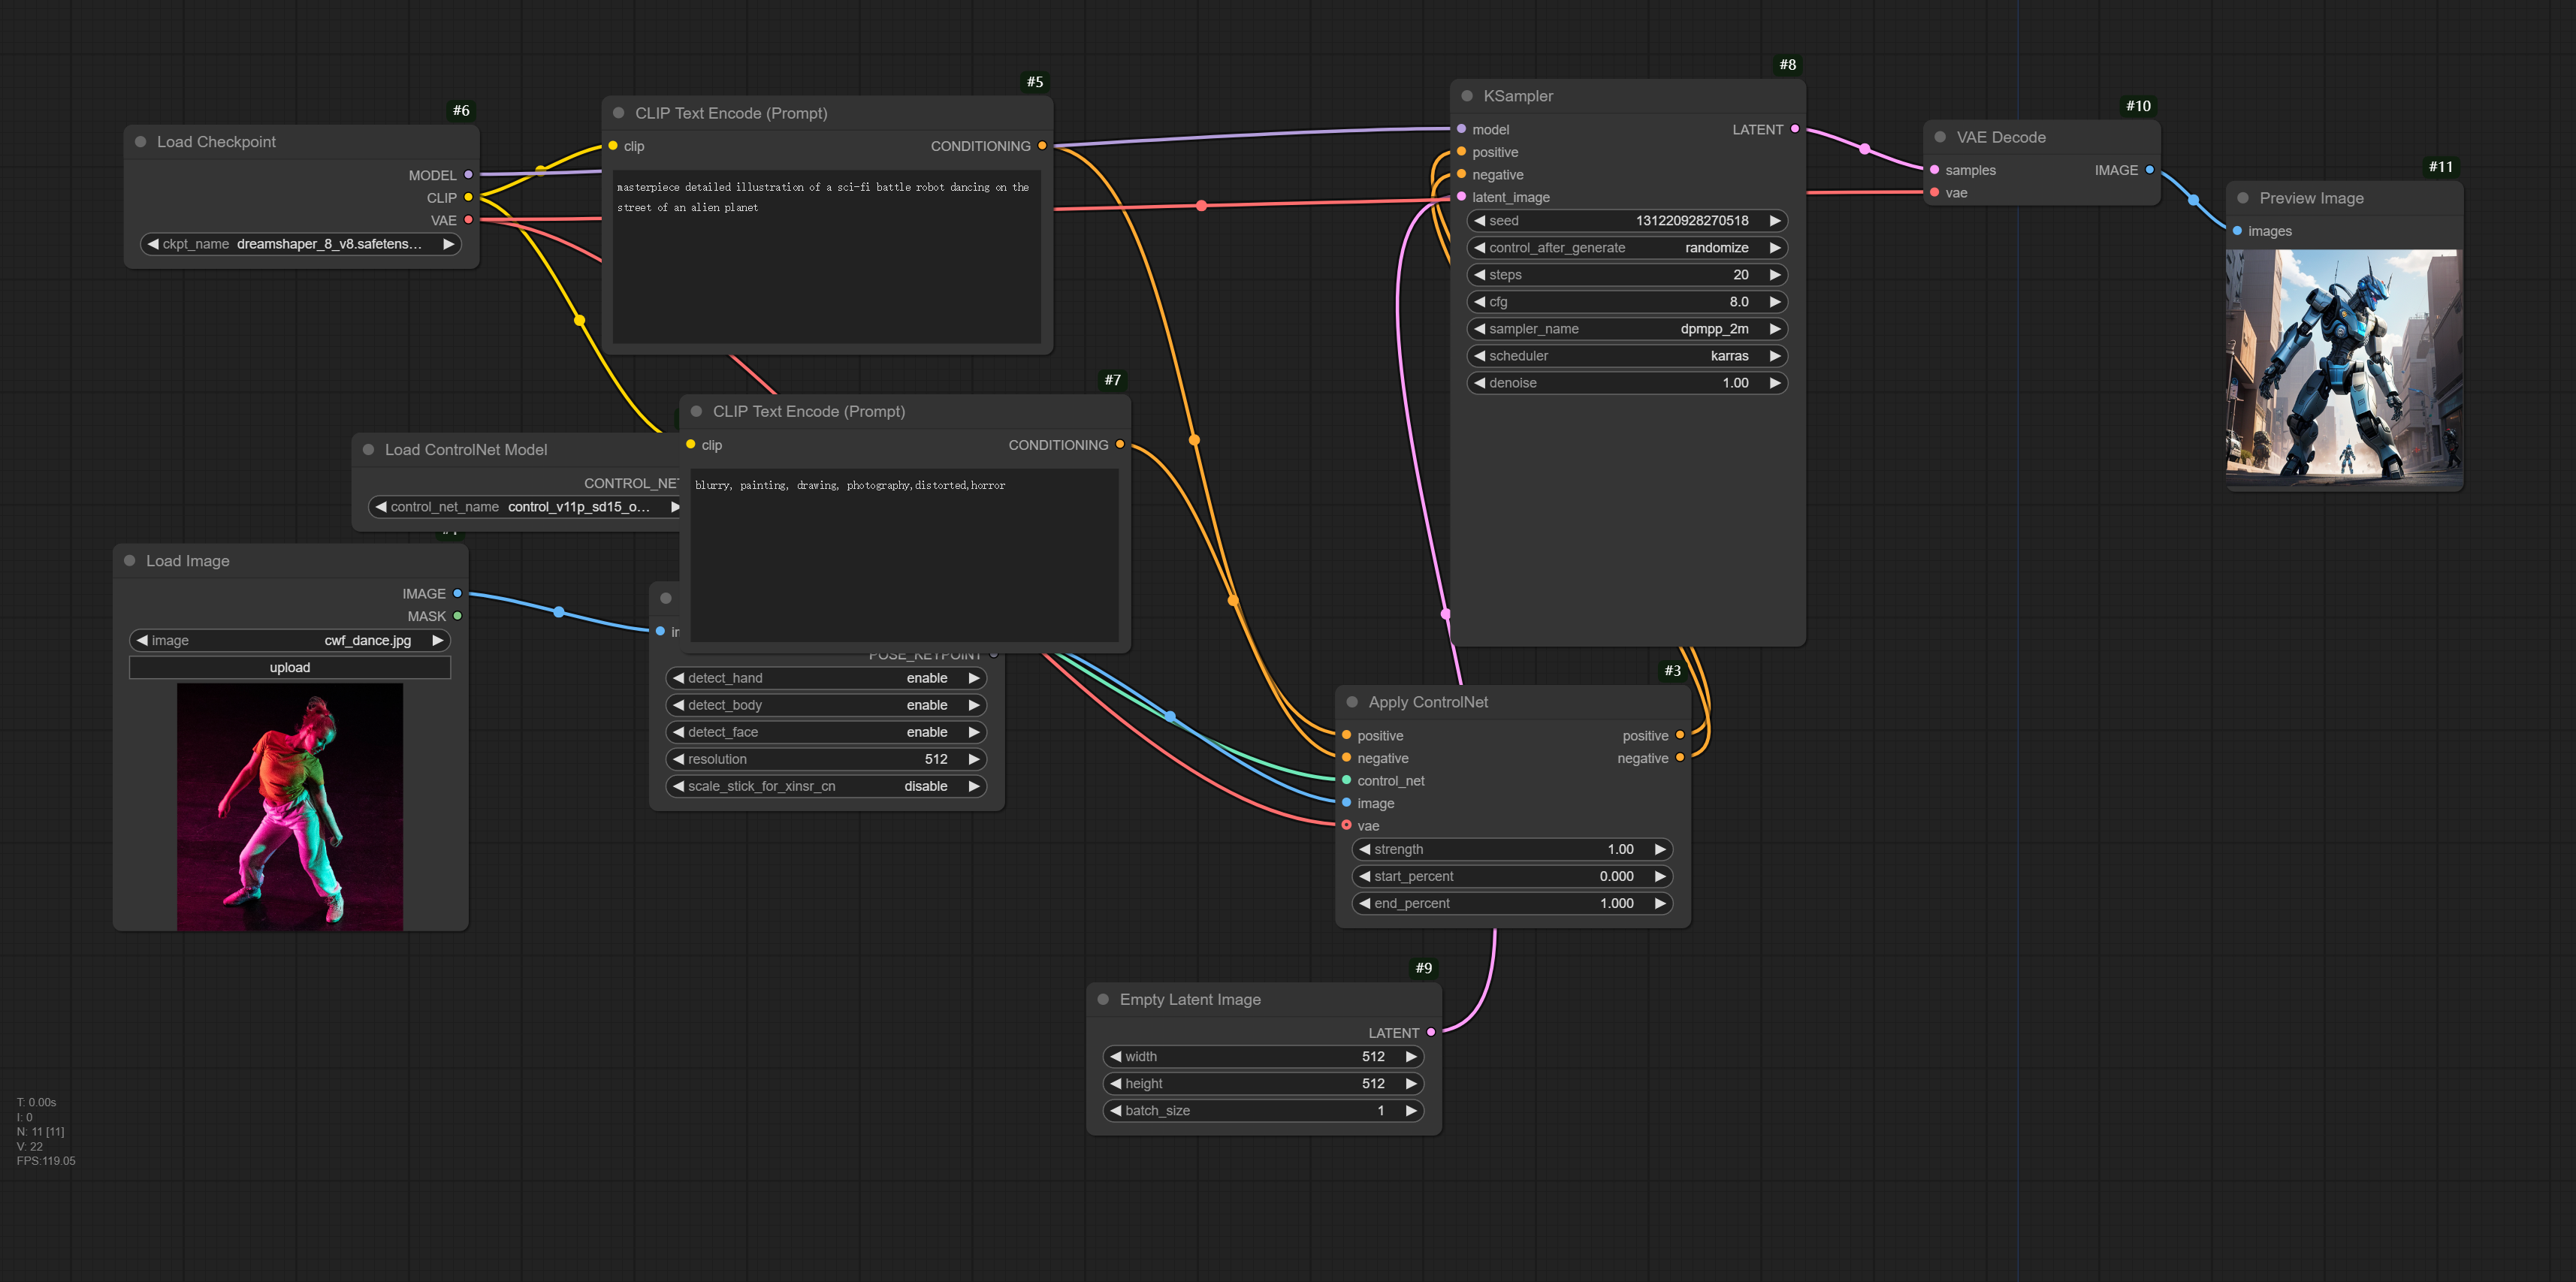 #6
Load Checkpoint
MODEL
CLIP
VAE
ckpt_name dreamshaper_8_v8.safetens...
#5
CLIP Text Encode (Prompt)
clip CONDITIONING
masterpiece detailed illustration of a sci-fi battle robot dancing on the
street of an alien planet
#7
CLIP Text Encode (Prompt)
clip CONDITIONING
blurry, painting, drawing, photography,distorted,horror
Load ControlNet Model
CONTROL_NET
control_net_name control_v11p_sd15_o...
Load Image
IMAGE
MASK
image cwf_dance.jpg
upload
POSE_KEYPOINT
detect_hand enable
detect_body enable
detect_face enable
resolution 512
scale_stick_for_xinsr_cn disable
#8
KSampler
model LATENT
positive
negative
latent_image
seed 131220928270518
control_after_generate randomize
steps 20
cfg 8.0
sampler_name dpmpp_2m
scheduler karras
denoise 1.00
#3
Apply ControlNet
positive positive
negative negative
control_net
image
vae
strength 1.00
start_percent 0.000
end_percent 1.000
#9
Empty Latent Image
LATENT
width 512
height 512
batch_size 1
#10
VAE Decode
samples IMAGE
vae
#11
Preview Image
images
T: 0.00s
I: 0
N: 11 [11]
V: 22
FPS:119.05